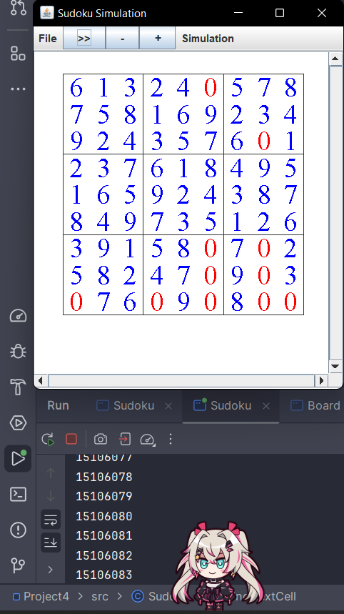 Sudoku Simulation
File >> - + Simulation
6 1 3 2 4 0 5 7 8
7 5 8 1 6 9 2 3 4
9 2 4 3 5 7 6 0 1
2 3 7 6 1 8 4 9 5
1 6 5 9 2 4 3 8 7
8 4 9 7 3 5 1 2 6
3 9 1 5 8 0 7 0 2
5 8 2 4 7 0 9 0 3
0 7 6 0 9 0 8 0 0
Run Sudoku Sudoku Board
15106077
15106078
15106079
15106080
15106081
15106082
15106083
Project4 > src > Sud extCell